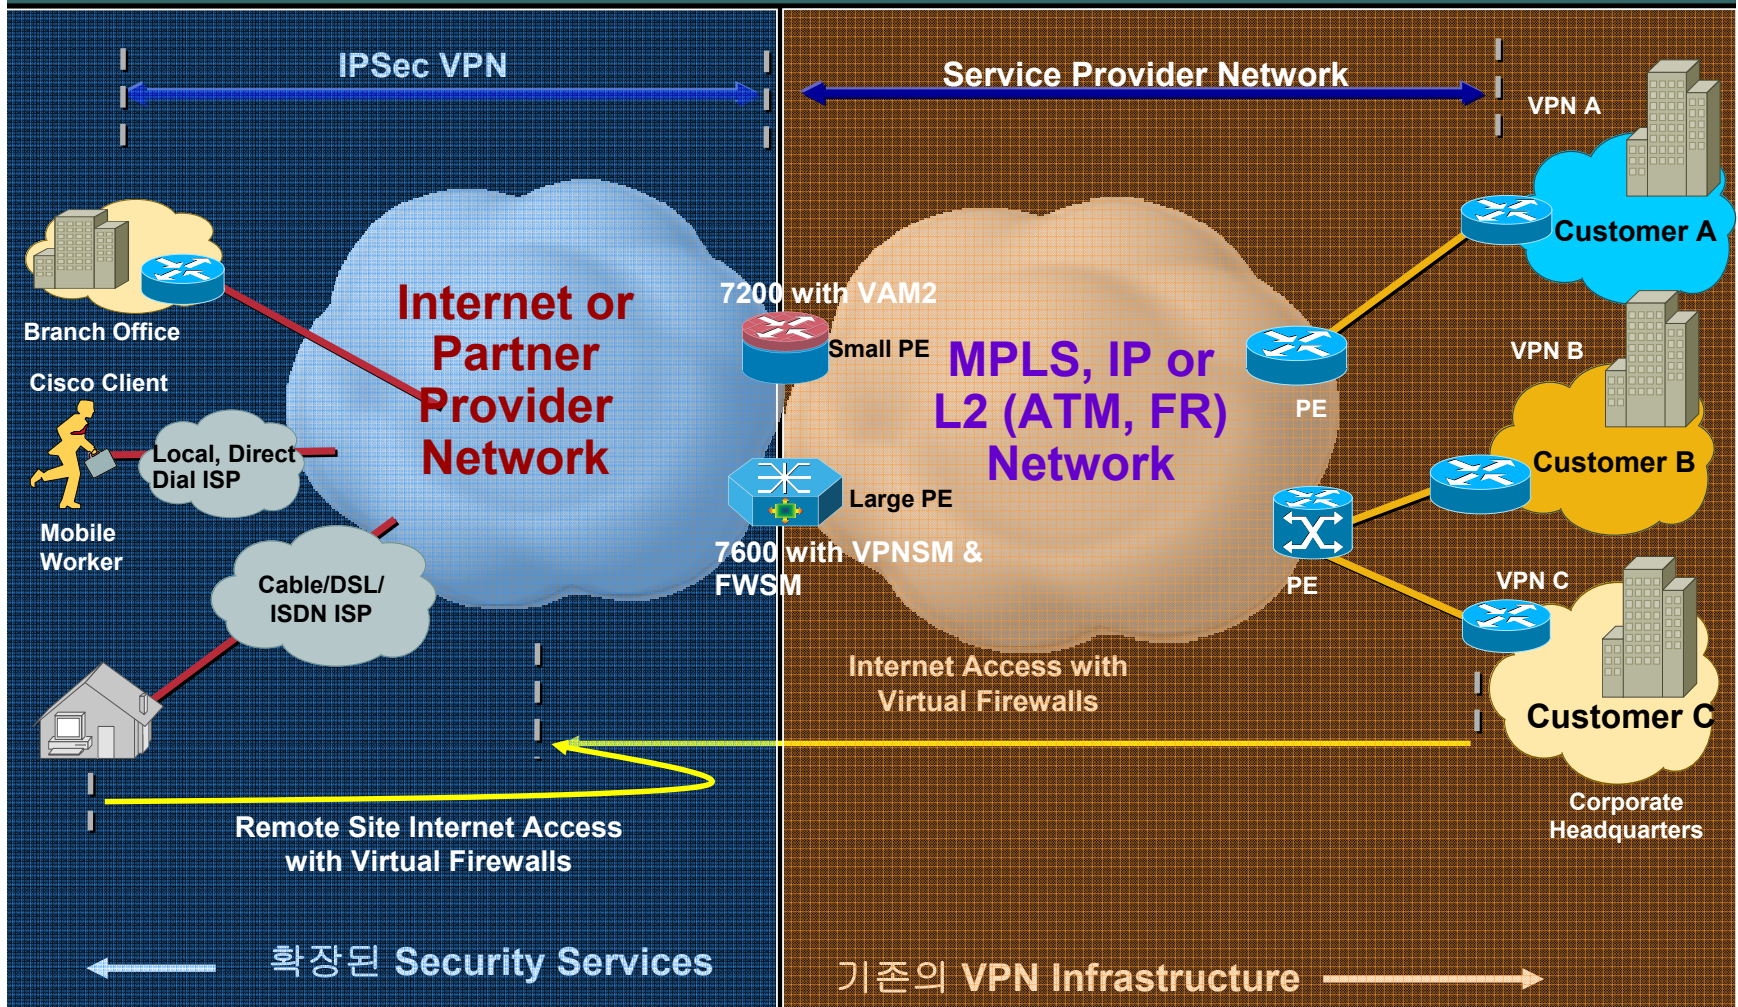 IPSec VPN
Service Provider Network
VPN A
Customer A
Branch Office
Cisco Client
Local, Direct
Dial ISP
Mobile
Worker
Cable/DSL/
ISDN ISP
Internet or
Partner
Provider
Network
7200 with VAM2
Small PE
Large PE
7600 with VPNSM &
FWSM
MPLS, IP or
L2 (ATM, FR)
Network
PE
PE
VPN B
Customer B
VPN C
Customer C
Corporate
Headquarters
Internet Access with
Virtual Firewalls
Remote Site Internet Access
with Virtual Firewalls
확장된 Security Services
기존의 VPN Infrastructure